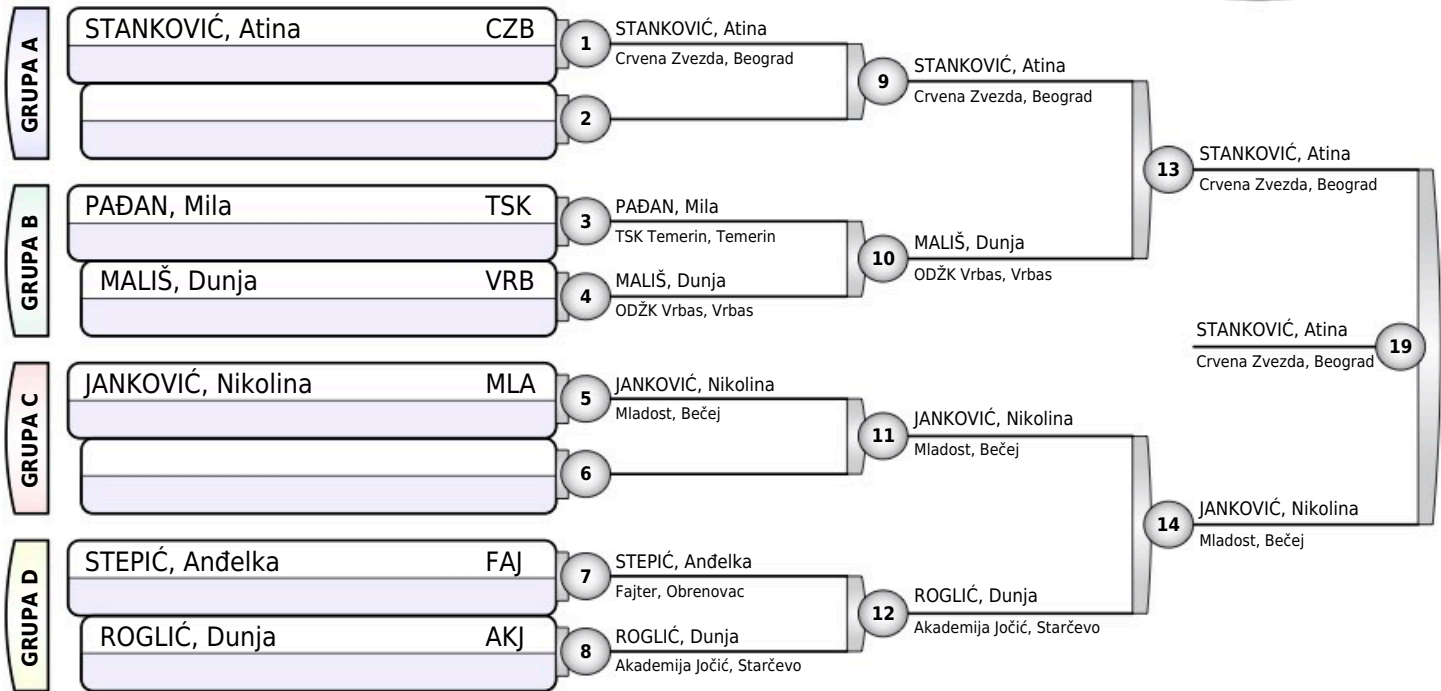 GRUPA A
STANKOVIĆ, Atina CZB
1
STANKOVIĆ, Atina
Crvena Zvezda, Beograd
2
9
STANKOVIĆ, Atina
Crvena Zvezda, Beograd
GRUPA B
PAĐAN, Mila TSK
3
PAĐAN, Mila
TSK Temerin, Temerin
MALIŠ, Dunja VRB
4
MALIŠ, Dunja
ODŽK Vrbas, Vrbas
10
MALIŠ, Dunja
ODŽK Vrbas, Vrbas
13
STANKOVIĆ, Atina
Crvena Zvezda, Beograd
GRUPA C
JANKOVIĆ, Nikolina MLA
5
JANKOVIĆ, Nikolina
Mladost, Bečej
6
11
JANKOVIĆ, Nikolina
Mladost, Bečej
GRUPA D
STEPIĆ, Anđelka FAJ
7
STEPIĆ, Anđelka
Fajter, Obrenovac
ROGLIĆ, Dunja AKJ
8
ROGLIĆ, Dunja
Akademija Jočić, Starčevo
12
ROGLIĆ, Dunja
Akademija Jočić, Starčevo
14
JANKOVIĆ, Nikolina
Mladost, Bečej
STANKOVIĆ, Atina
Crvena Zvezda, Beograd
19